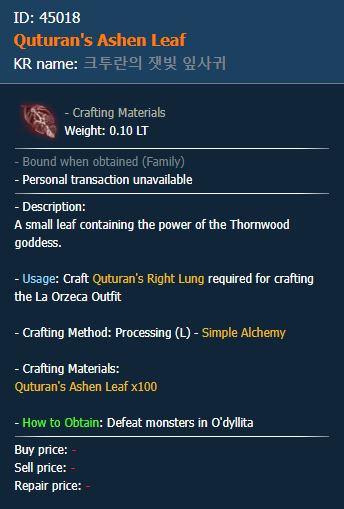 ID: 45018
Quturan's Ashen Leaf
KR name: 크투란의 잿빛 잎사귀
- Crafting Materials
Weight: 0.10 LT
- Bound when obtained (Family)
- Personal transaction unavailable
- Description:
A small leaf containing the power of the Thornwood
goddess.
- Usage: Craft Quturan's Right Lung required for crafting
the La Orzeca Outfit
- Crafting Method: Processing (L) - Simple Alchemy
- Crafting Materials:
Quturan's Ashen Leaf x100
- How to Obtain: Defeat monsters in O'dyllita
Buy price: -
Sell price: -
Repair price: -